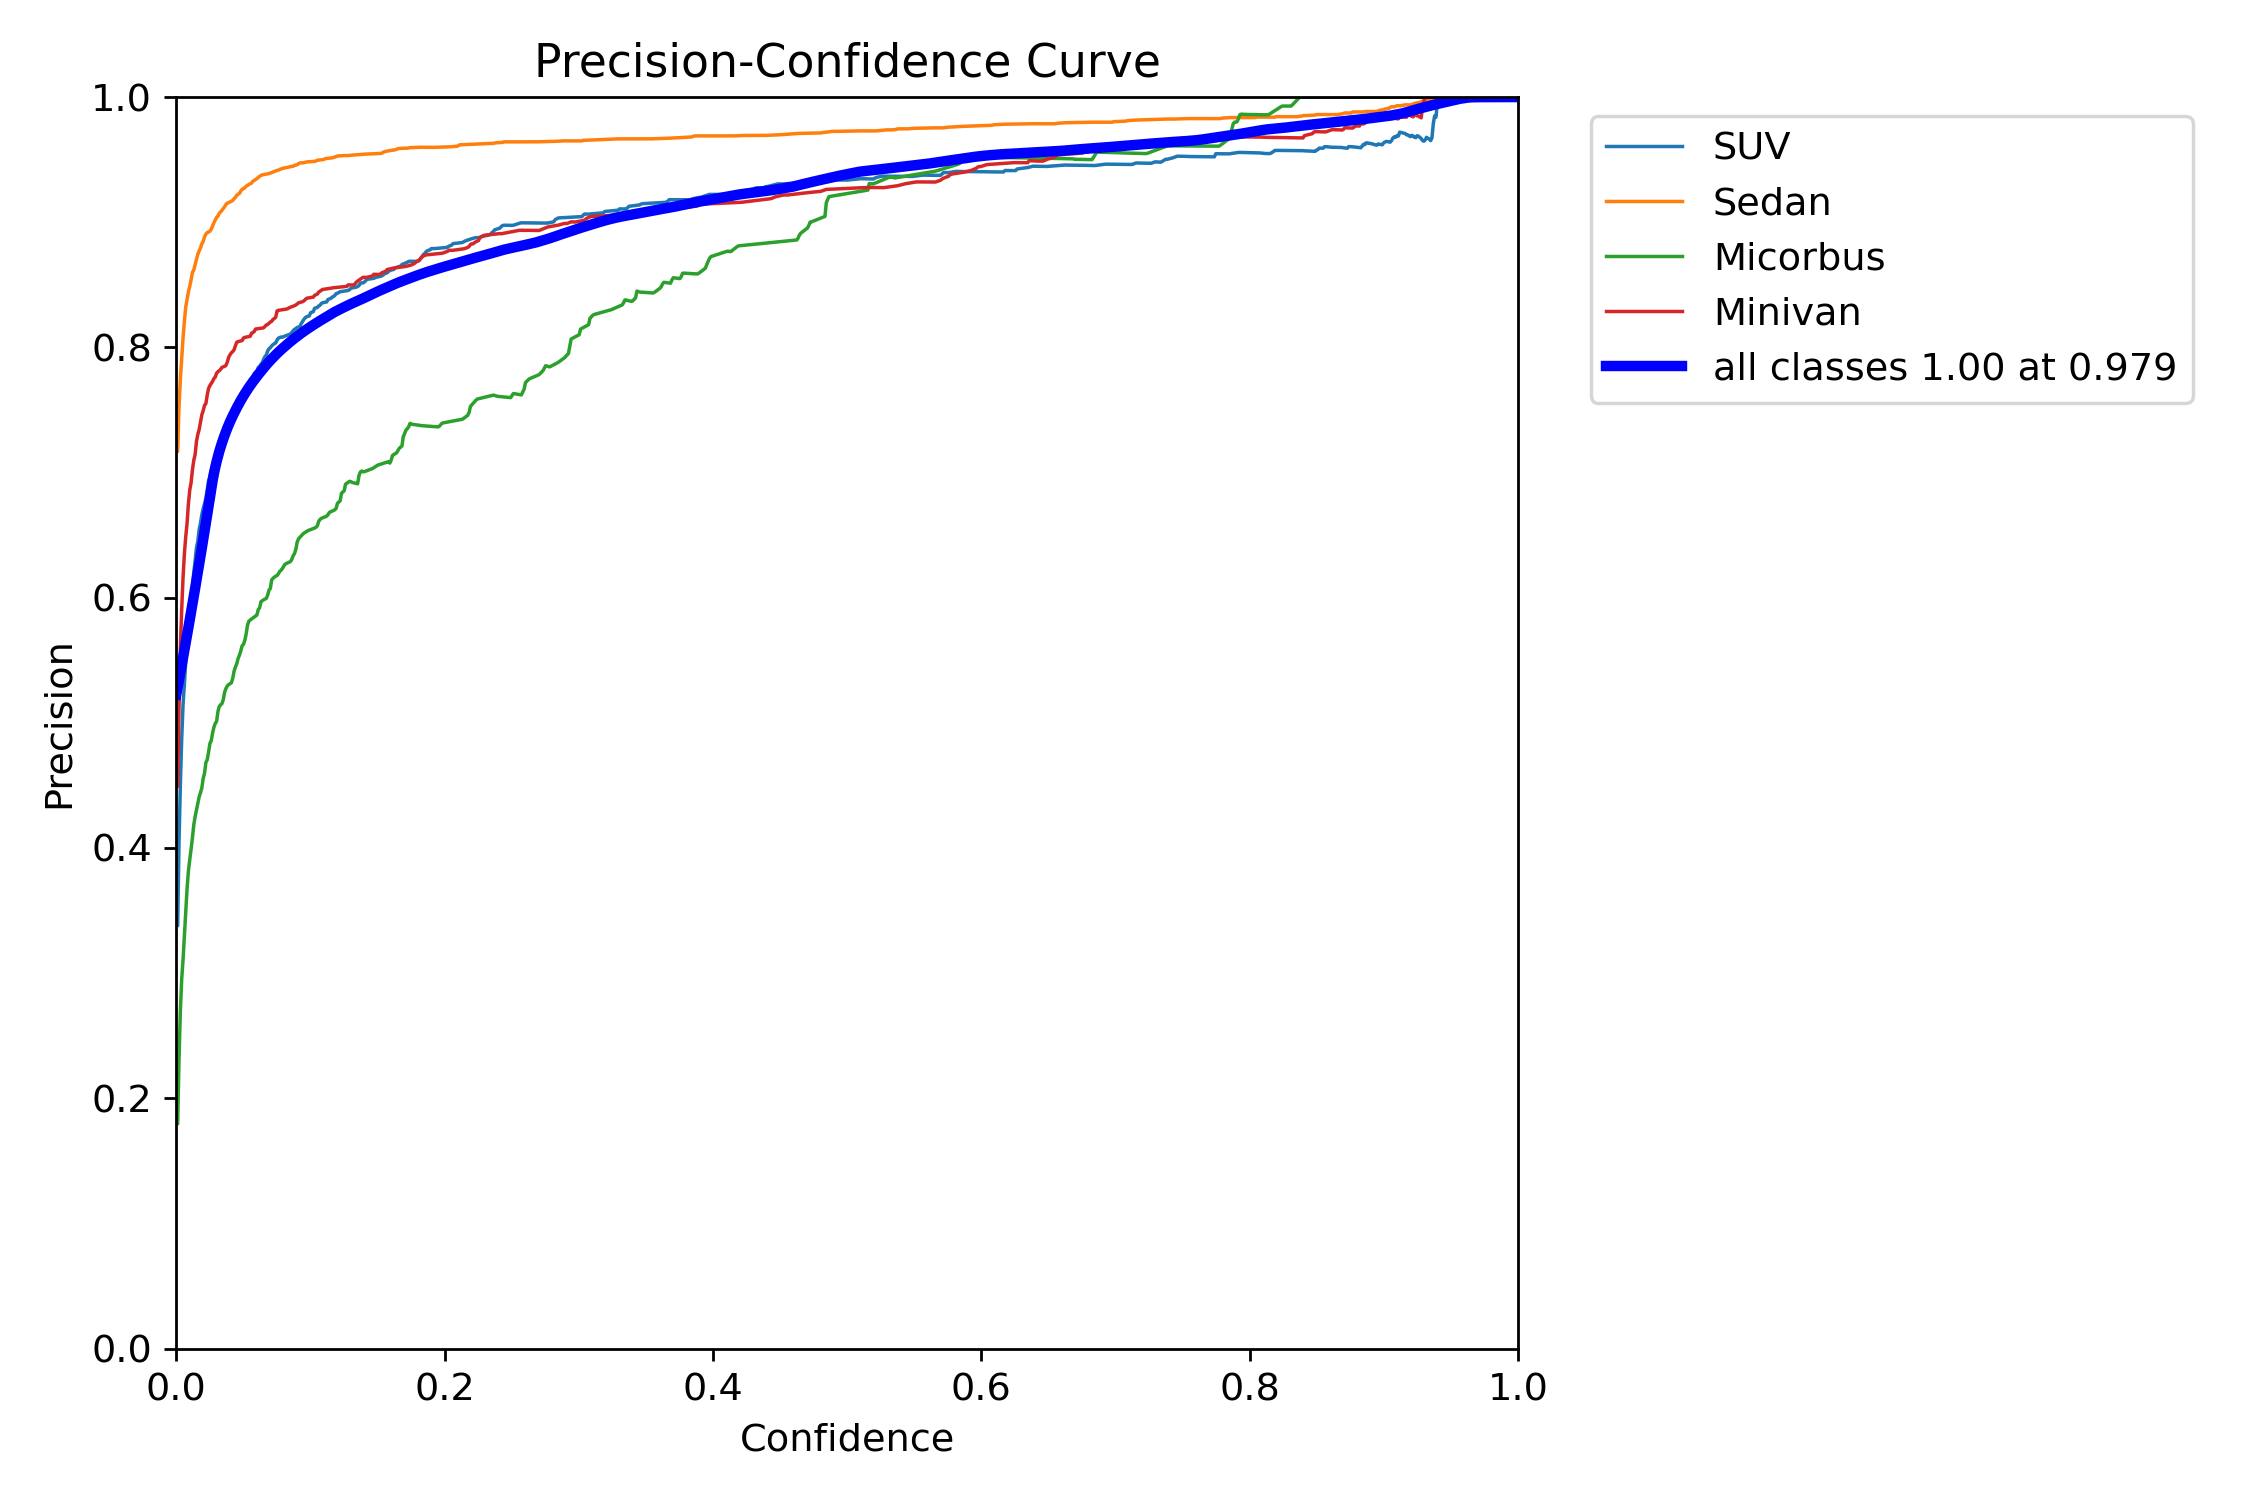 Precision-Confidence Curve
1.0
0.8
0.6
0.4
0.2
0.0
Precision
0.0 0.2 0.4 0.6 0.8 1.0
Confidence
SUV
Sedan
Micorbus
Minivan
all classes 1.00 at 0.979